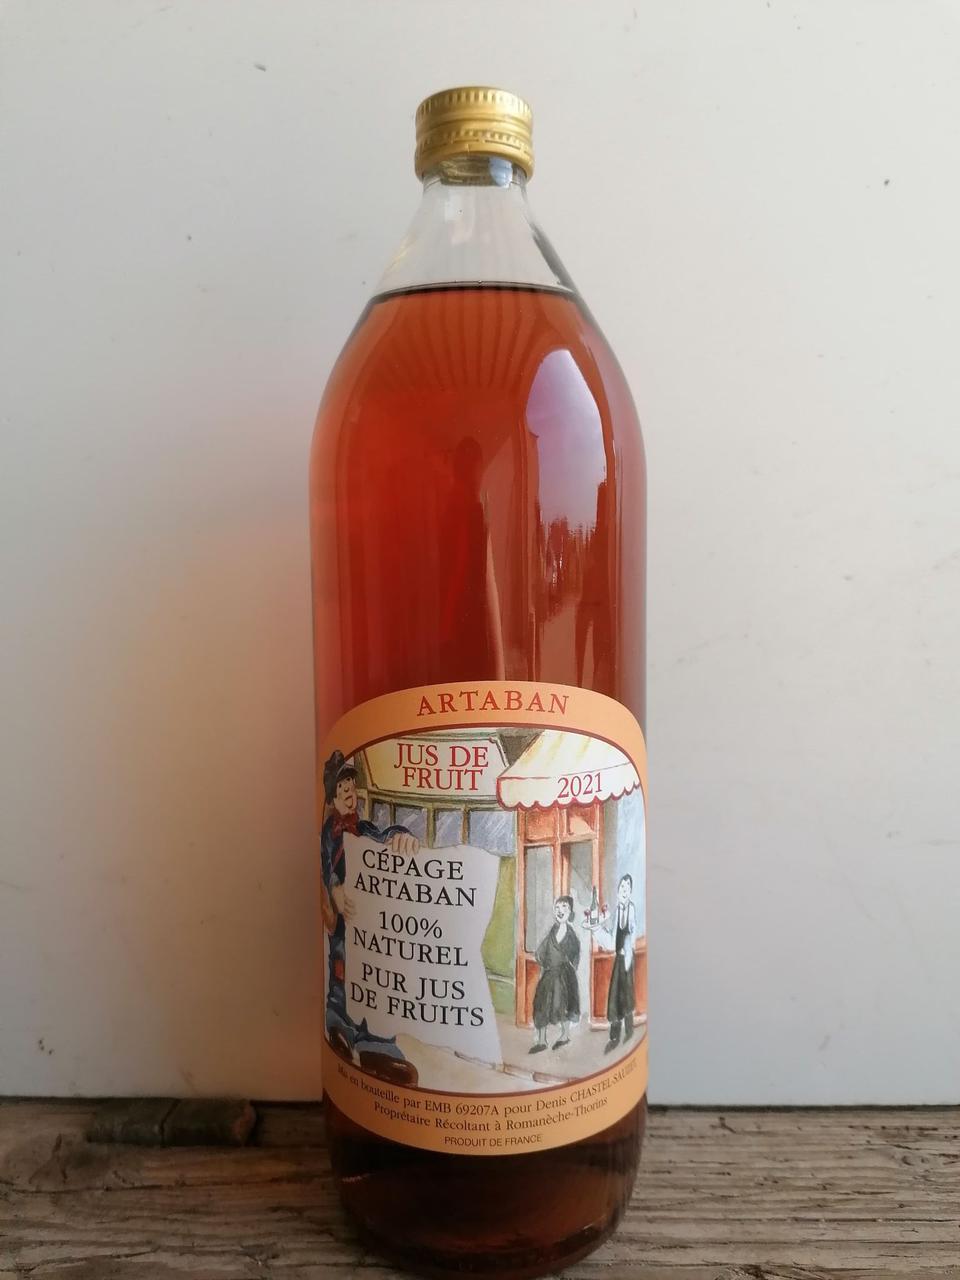 ARTABAN
JUS DE
FRUIT
2021
CÉPAGE
ARTABAN
100%
NATUREL
PUR JUS
DE FRUITS
Mis en bouteille par EMB 69207A pour Denis CHASTEL-SAUZET
Proprétaire Récoltant à Romanèche-Thorins
PRODUIT DE FRANCE